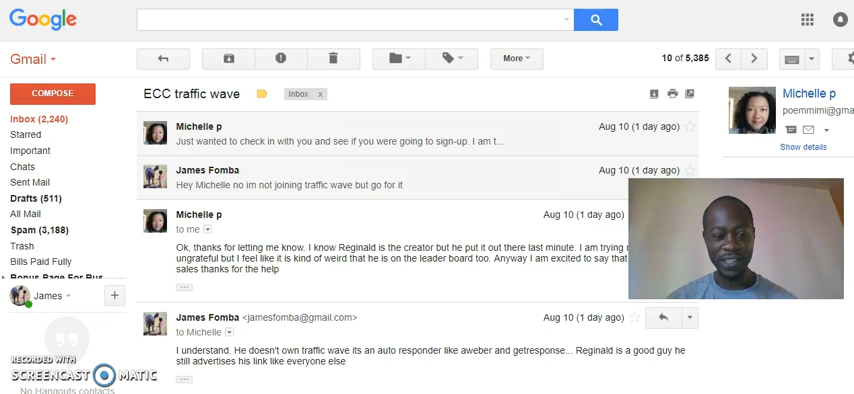 Google
Gmail
More
10 of 5,385
COMPOSE
ECC traffic wave
Inbox x
Michelle p
poemmimi@gma
Show details
Inbox (2,240)
Starred
Important
Chats
Sent Mail
Drafts (511)
All Mail
Spam (3,188)
Trash
Bills Paid Fully
Bonus Page For Bus
James
Michelle p
Aug 10 (1 day ago)
Just wanted to check in with you and see if you were going to sign-up. I am t...
James Fomba
Aug 10 (1 day ago)
Hey Michelle no im not joining traffic wave but go for it
Michelle p
Aug 10 (1 day ago)
to me
Ok, thanks for letting me know. I know Reginald is the creator but he put it out there last minute. I am trying
ungrateful but I feel like it is kind of weird that he is on the leader board too. Anyway I am excited to say that
sales thanks for the help
James Fomba <jamesfomba@gmail.com>
Aug 10 (1 day ago)
to Michelle
I understand. He doesn't own traffic wave its an auto responder like aweber and getresponse... Reginald is a good guy he
still advertises his link like everyone else
RECORDED WITH
SCREENCAST MATIC
No Hangouts contacts